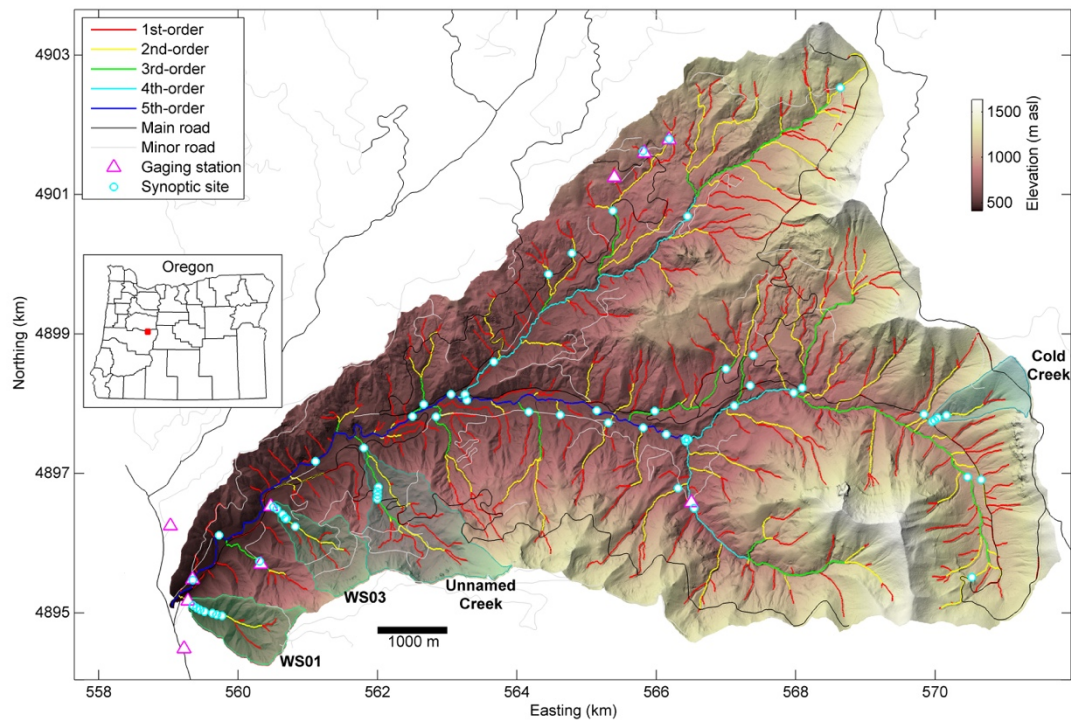 1st-order
2nd-order
3rd-order
4th-order
5th-order
Main road
Minor road
Gaging station
Synoptic site
Oregon
1500
1000
500
Elevation (m asl)
4903
4901
4899
4897
4895
Northing (km)
Cold
Creek
Unnamed
Creek
WS03
WS01
1000 m
558
560
562
564
566
568
570
Easting (km)